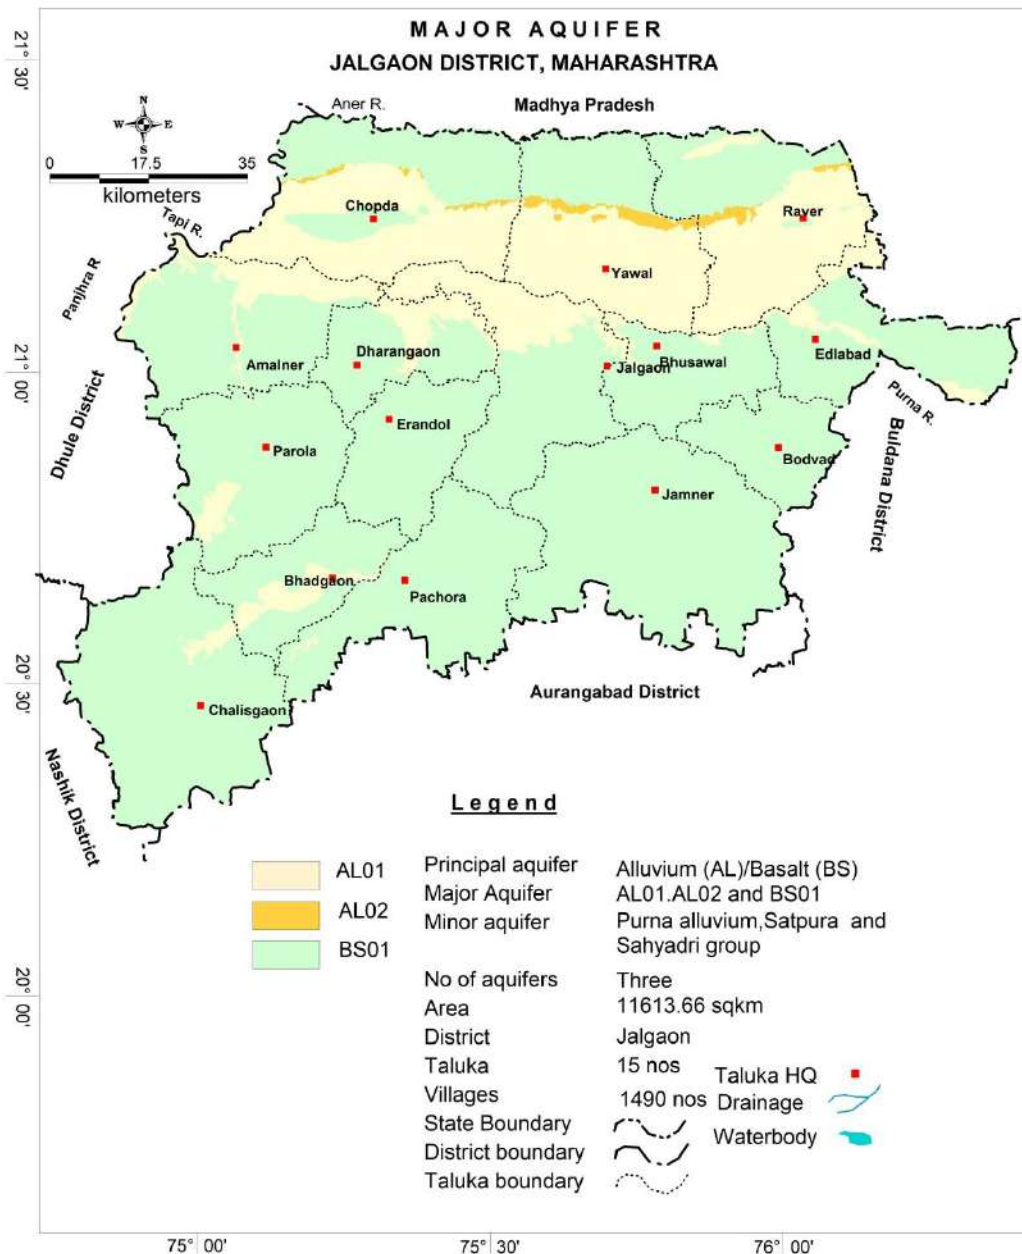 MAJOR AQUIFER
JALGAON DISTRICT, MAHARASHTRA
21° 30'
Aner R.
Madhya Pradesh
N
W E
S
0 17.5 35
kilometers
Tapi R.
Chopda
Raver
Panjhra R
Yawal
Amalner
Dharangaon
Jalgaon
Bhusawal
Edlabad
21° 00'
Purna R.
Dhule District
Erandol
Parola
Bodvad
Buldana District
Jamner
Bhadgaon
Pachora
20° 30'
Aurangabad District
Chalisgaon
Nashik District
Legend
AL01
AL02
BS01
Principal aquifer Alluvium (AL)/Basalt (BS)
Major Aquifer AL01.AL02 and BS01
Minor aquifer Purna alluvium,Satpura and
Sahyadri group
No of aquifers Three
Area 11613.66 sqkm
District Jalgaon
Taluka 15 nos
Villages 1490 nos
State Boundary
District boundary
Taluka boundary
Taluka HQ
Drainage
Waterbody
20° 00'
75° 00' 75° 30' 76° 00'